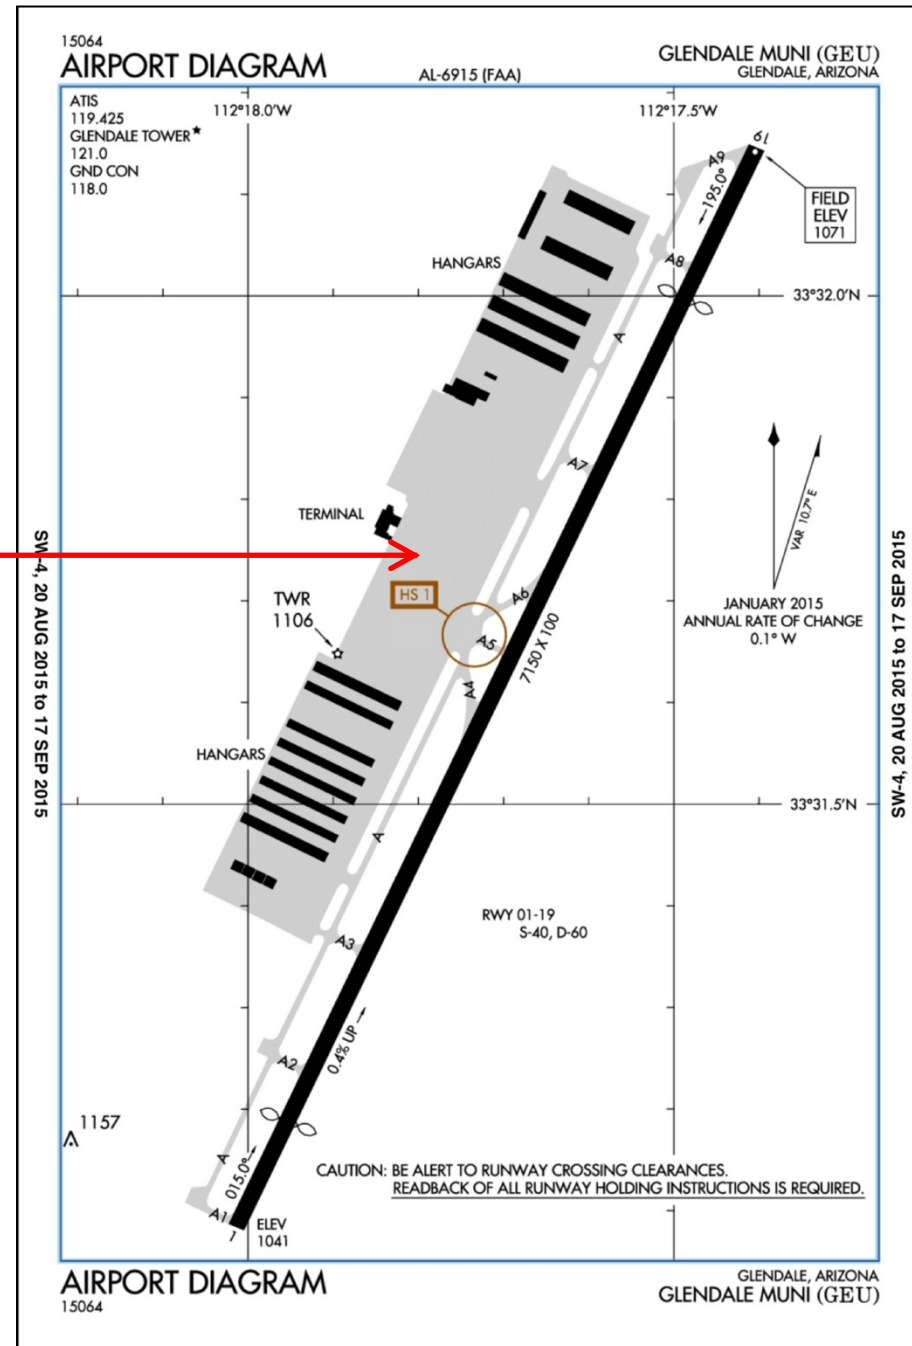 15064
AIRPORT DIAGRAM
AL-6915 (FAA)
GLENDALE MUNI (GEU)
GLENDALE, ARIZONA
ATIS
119.425
GLENDALE TOWER★
121.0
GND CON
118.0
112°18.0'W
112°17.5'W
19
A9
195.0°
FIELD
ELEV
1071
HANGARS
A8
33°32.0'N
A
A7
VAR 10.7° E
TERMINAL
HS 1
A6
TWR
1106
JANUARY 2015
ANNUAL RATE OF CHANGE
0.1° W
A5
7150 X 100
A4
HANGARS
33°31.5'N
A
RWY 01-19
S-40, D-60
A3
0.4% UP
A2
1157
A
015.0°
CAUTION: BE ALERT TO RUNWAY CROSSING CLEARANCES.
READBACK OF ALL RUNWAY HOLDING INSTRUCTIONS IS REQUIRED.
A1
1
ELEV
1041
SW-4, 20 AUG 2015 to 17 SEP 2015
SW-4, 20 AUG 2015 to 17 SEP 2015
AIRPORT DIAGRAM
15064
GLENDALE, ARIZONA
GLENDALE MUNI (GEU)